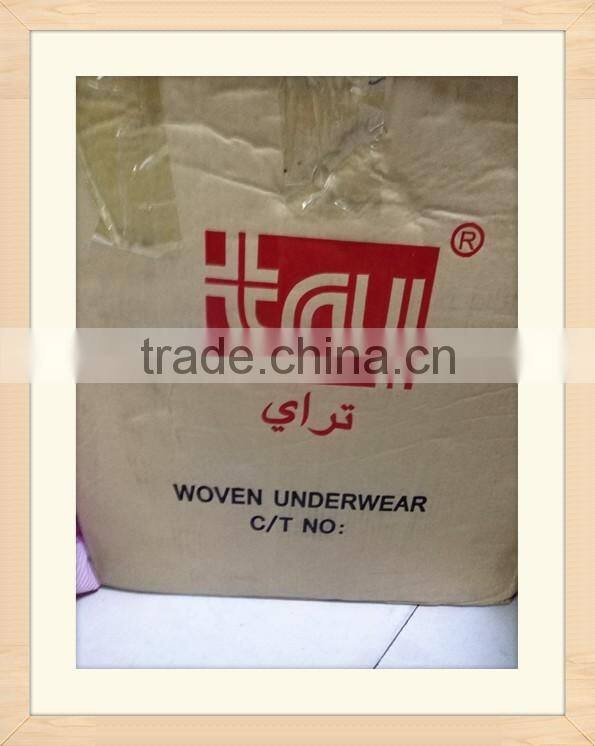 ®
trade.china.cn
تراي
WOVEN UNDERWEAR
C/T NO: